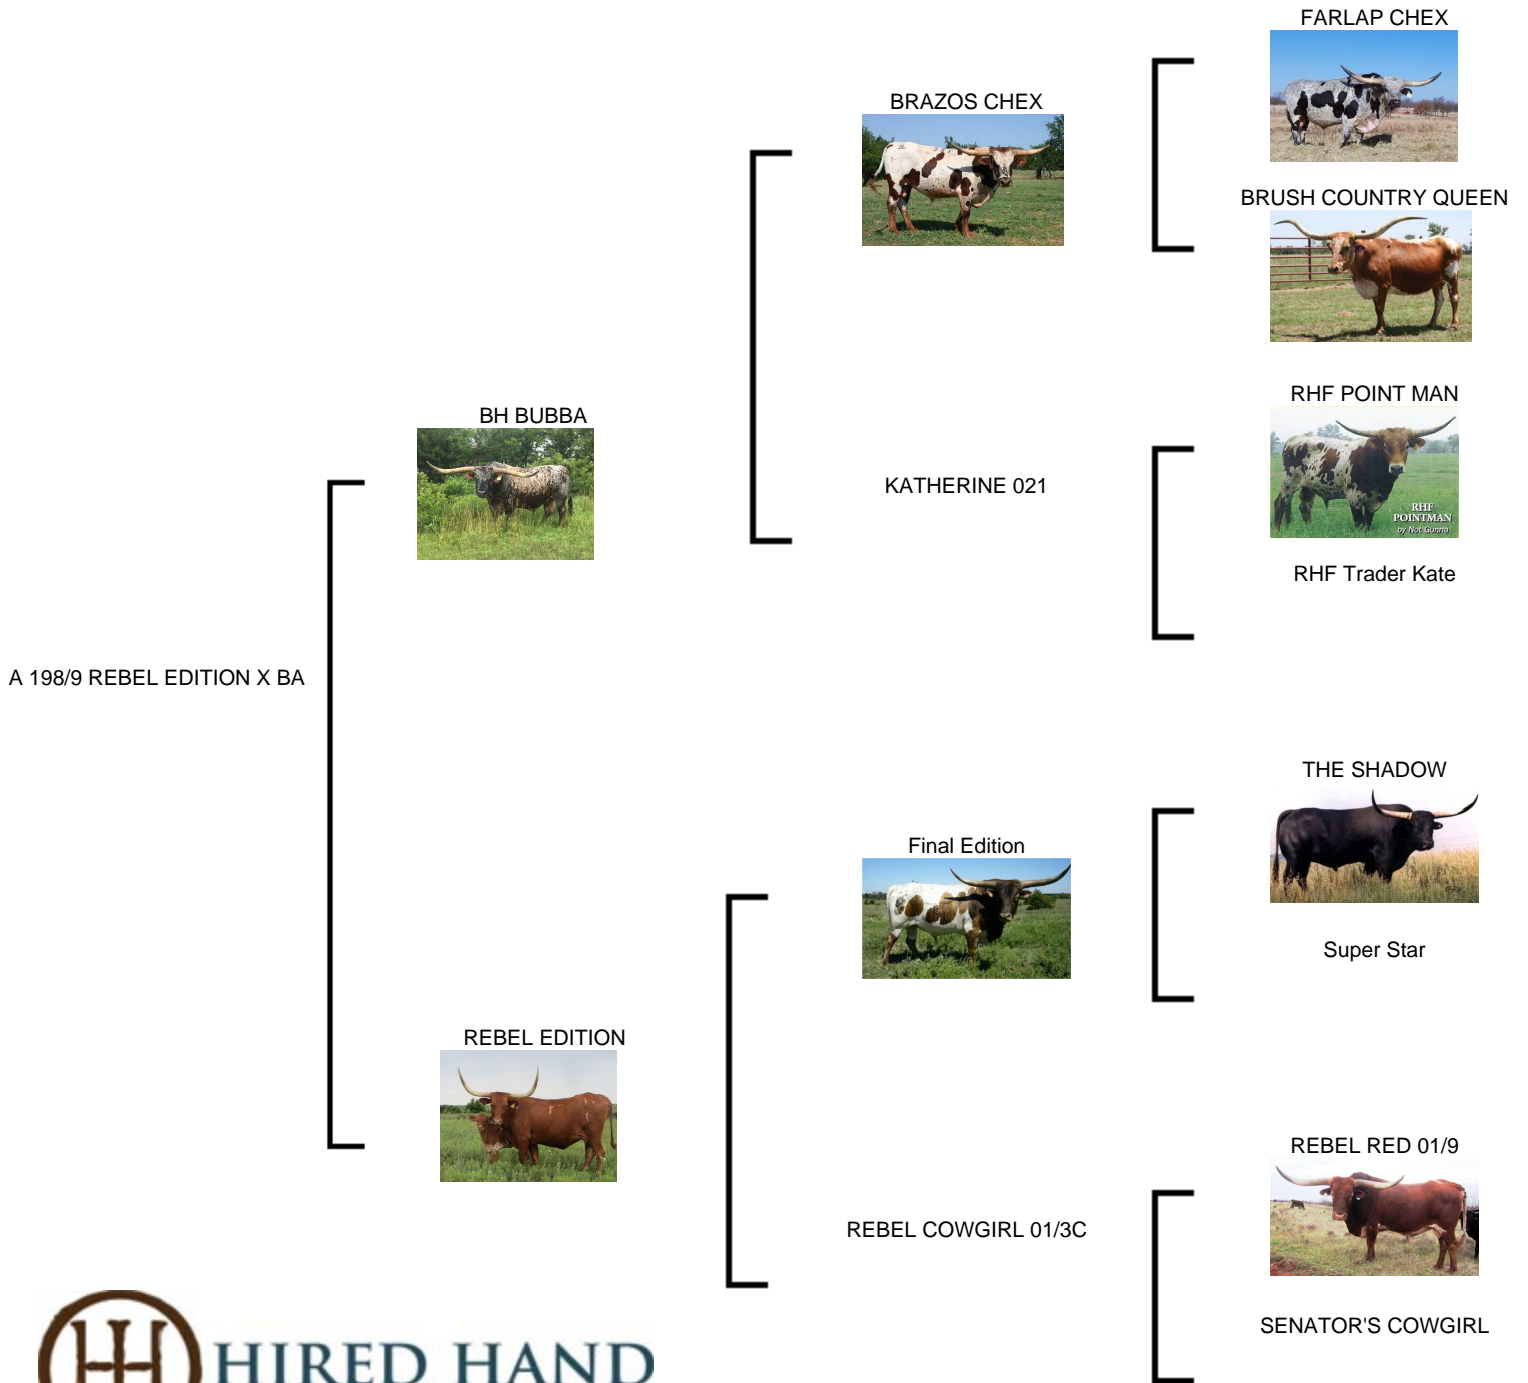 FARLAP CHEX
BRAZOS CHEX
BRUSH COUNTRY QUEEN
RHF POINT MAN
BH BUBBA
KATHERINE 021
RHF
POINTMAN
by Not Gunna
RHF Trader Kate
A 198/9 REBEL EDITION X BA
THE SHADOW
Final Edition
Super Star
REBEL EDITION
REBEL RED 01/9
REBEL COWGIRL 01/3C
SENATOR'S COWGIRL
HIRED HAND